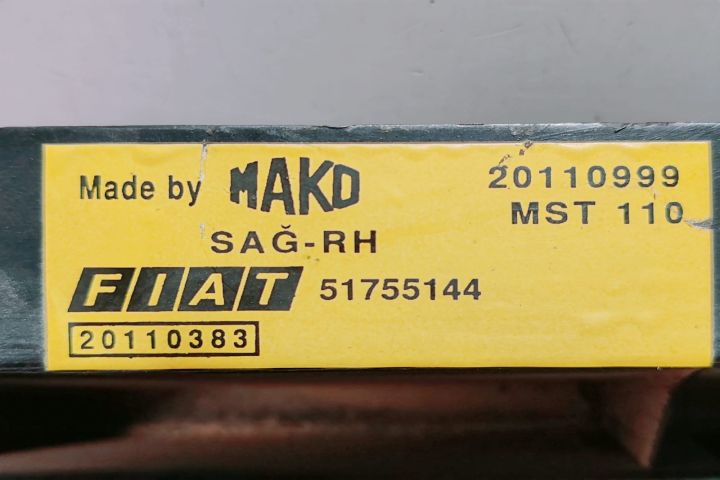 Made by MAKO 20110999
MST 110
SAĞ-RH
FIAT 51755144
20110383